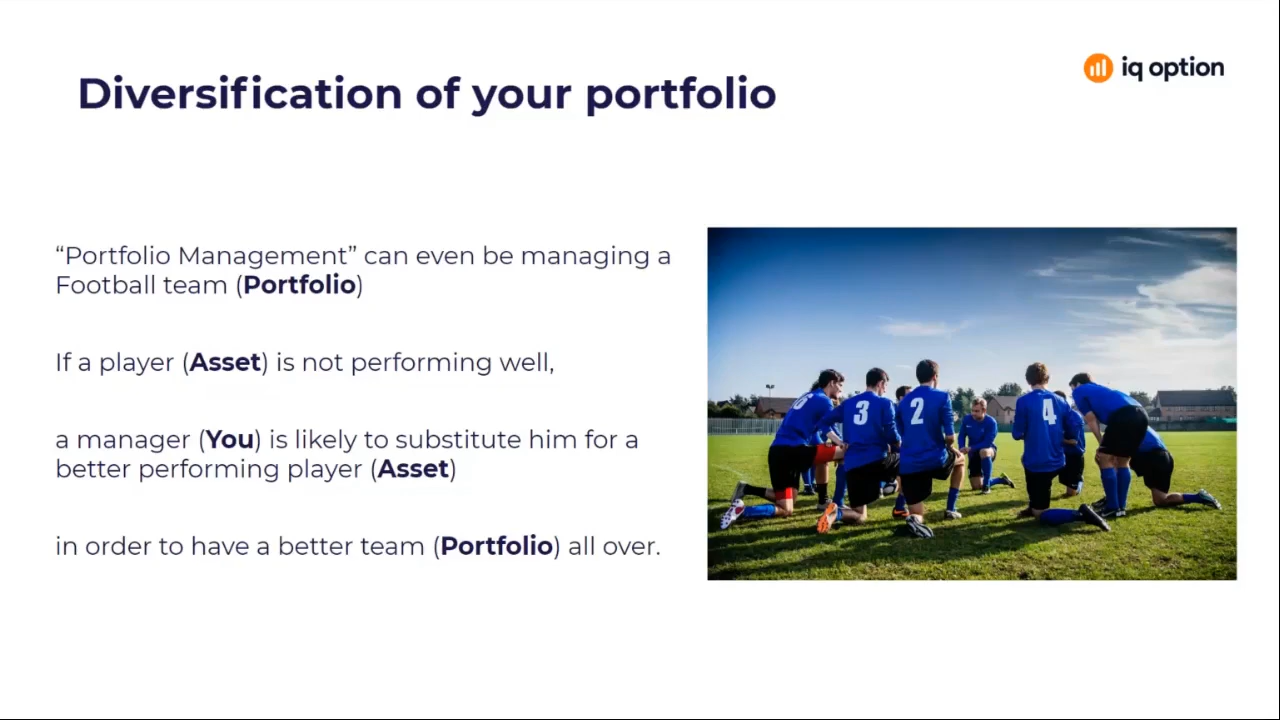 Diversification of your portfolio
iq option
“Portfolio Management” can even be managing a
Football team (Portfolio)
If a player (Asset) is not performing well,
a manager (You) is likely to substitute him for a
better performing player (Asset)
in order to have a better team (Portfolio) all over.
3
2
4